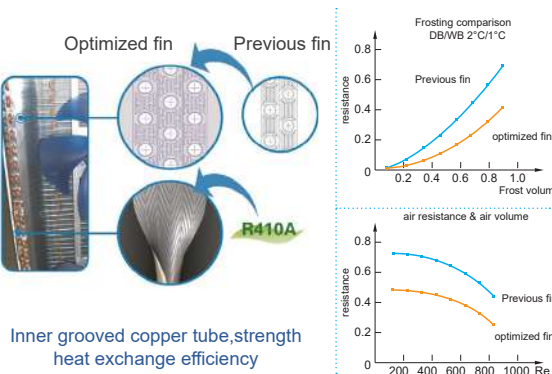 Optimized fin
Previous fin
R410A
Inner grooved copper tube,strength
heat exchange efficiency
Frosting comparison
DB/WB 2°C/1°C
resistance
0.8
0.6
0.4
0.2
0
Previous fin
optimized fin
0.2 0.4 0.6 0.8 1.0
Frost volum
air resistance & air volume
resistance
0.8
0.6
0.4
0.2
0
Previous fi
optimized fin
200 400 600 800 1000 Re